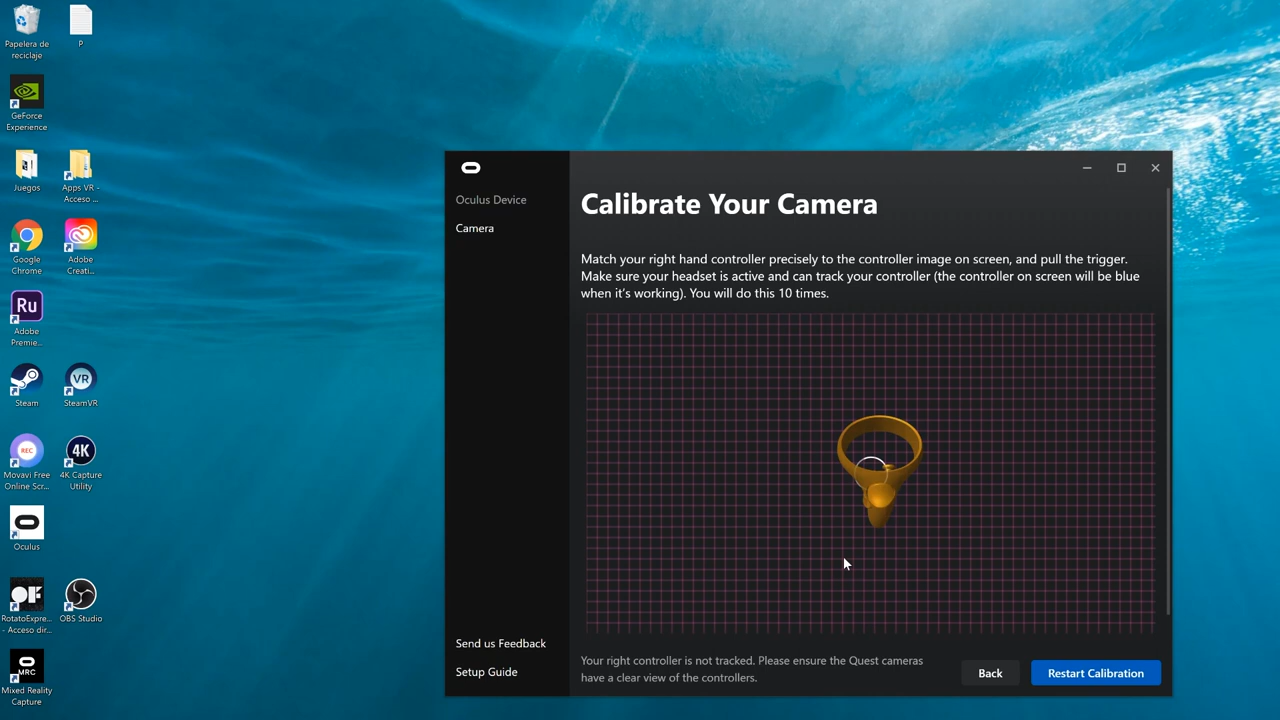 Papelera de
reciclaje
P
GeForce
Experience
Juegos
Apps VR -
Acceso ...
Google
Chrome
Adobe
Creati...
Ru
Adobe
Premie...
Steam
VR
SteamVR
REC
Movavi Free
Online Scr...
4K
4K Capture
Utility
Oculus
RotatoExpre...
- Acceso dir...
OBS Studio
MRC
Mixed Reality
Capture
Oculus Device
Camera
Send us Feedback
Setup Guide
Calibrate Your Camera
Match your right hand controller precisely to the controller image on screen, and pull the trigger.
Make sure your headset is active and can track your controller (the controller on screen will be blue
when it's working). You will do this 10 times.
Your right controller is not tracked. Please ensure the Quest cameras
have a clear view of the controllers.
Back
Restart Calibration